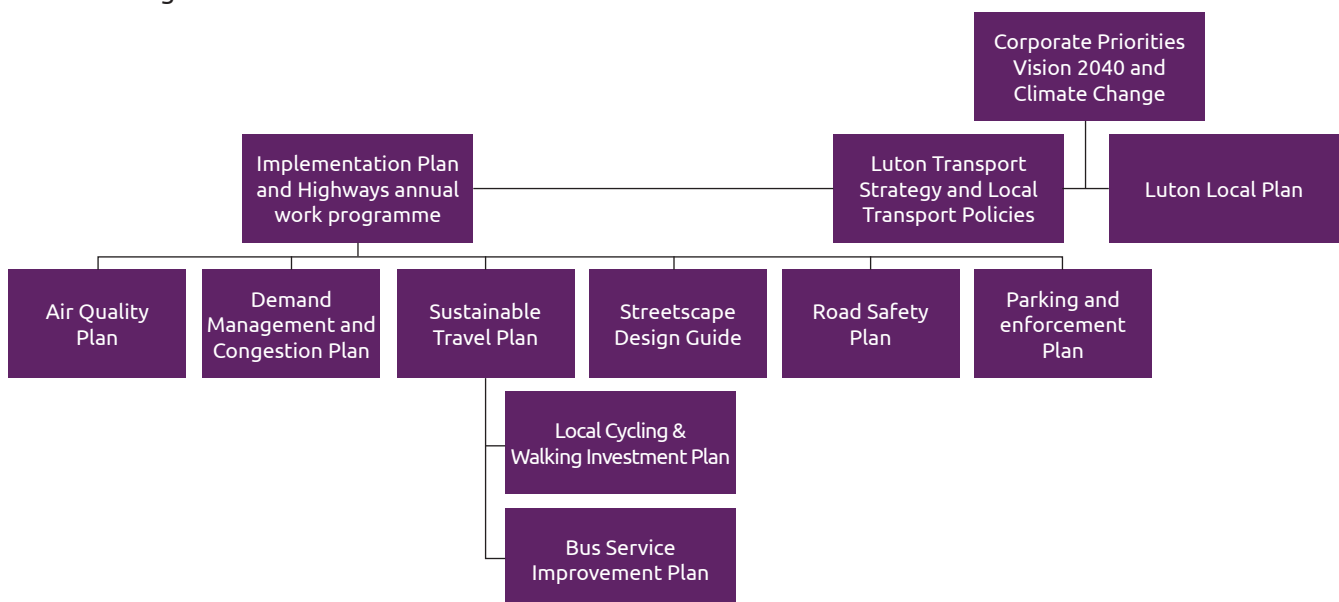 Corporate Priorities
Vision 2040 and
Climate Change
Implementation Plan
and Highways annual
work programme
Luton Transport
Strategy and Local
Transport Policies
Luton Local Plan
Air Quality
Plan
Demand
Management and
Congestion Plan
Sustainable
Travel Plan
Streetscape
Design Guide
Road Safety
Plan
Parking and
enforcement
Plan
Local Cycling &
Walking Investment Plan
Bus Service
Improvement Plan